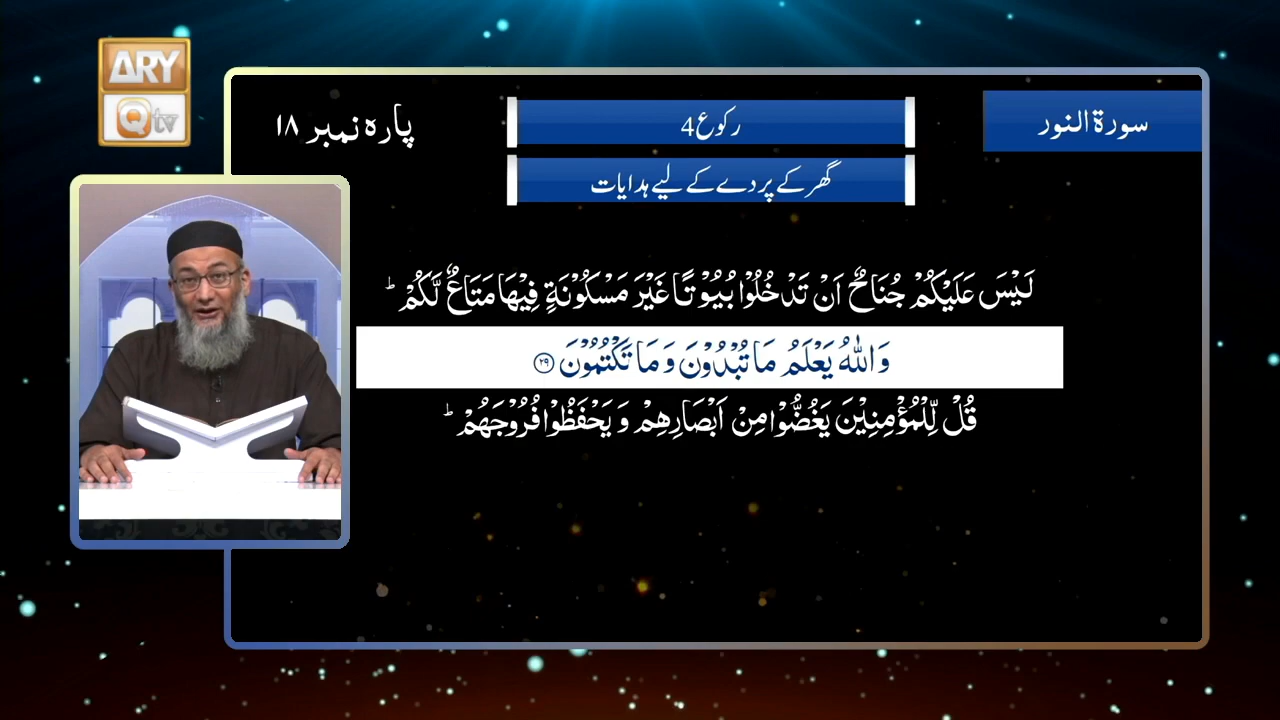 ARY
Qtv
سورۃ النور
رکوع 4
پارہ نمبر ۱۸
گھر کے پردے کے لیے ہدایات
لَيْسَ عَلَيْكُمْ جُنَاحٌ اَنْ تَدْخُلُوْا بُيُوْتًا غَيْرَ مَسْكُوْنَةٍ فِيْهَا مَتَاعٌ لَّكُمْ ؕ
وَ اللّٰهُ يَعْلَمُ مَا تُبْدُوْنَ وَ مَا تَكْتُمُوْنَ ۲۹
قُلْ لِّلْمُؤْمِنِيْنَ يَغُضُّوْا مِنْ اَبْصَارِهِمْ وَ يَحْفَظُوْا فُرُوْجَهُمْ ؕ